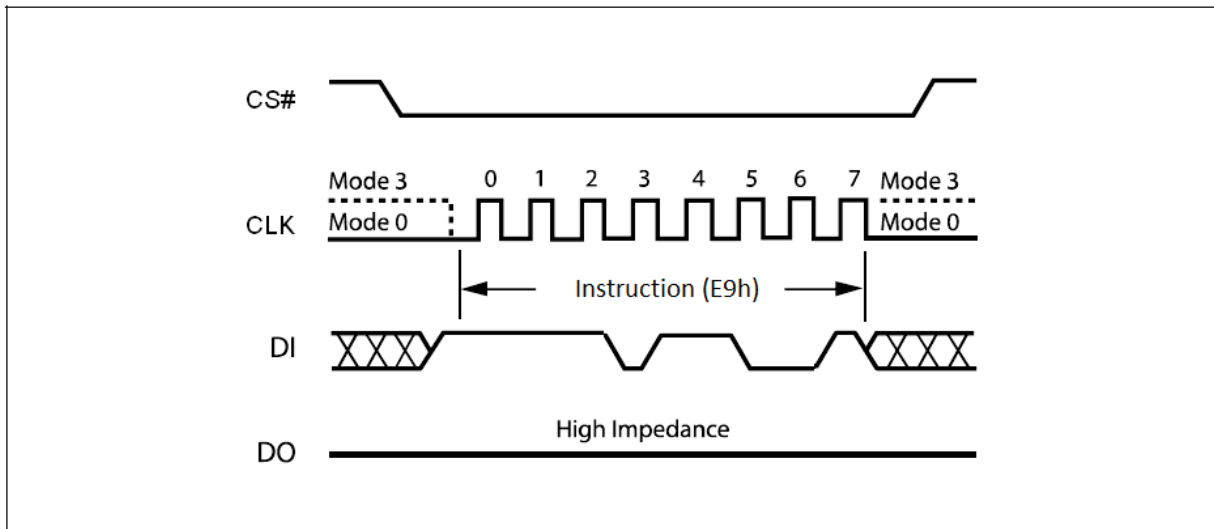 CS#
Mode 3 0 1 2 3 4 5 6 7 Mode 3
CLK Mode 0 Mode 0
Instruction (E9h)
DI
High Impedance
DO